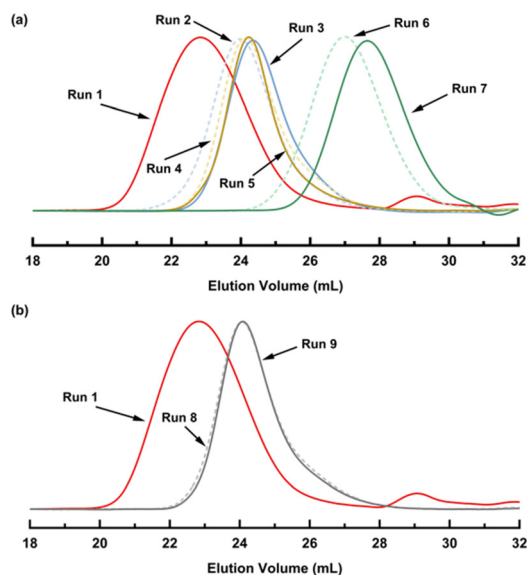 (a)
Run 2
Run 3
Run 6
Run 1
Run 7
Run 4
Run 5
18 20 22 24 26 28 30 32
Elution Volume (mL)
(b)
Run 9
Run 1
Run 8
18 20 22 24 26 28 30 32
Elution Volume (mL)